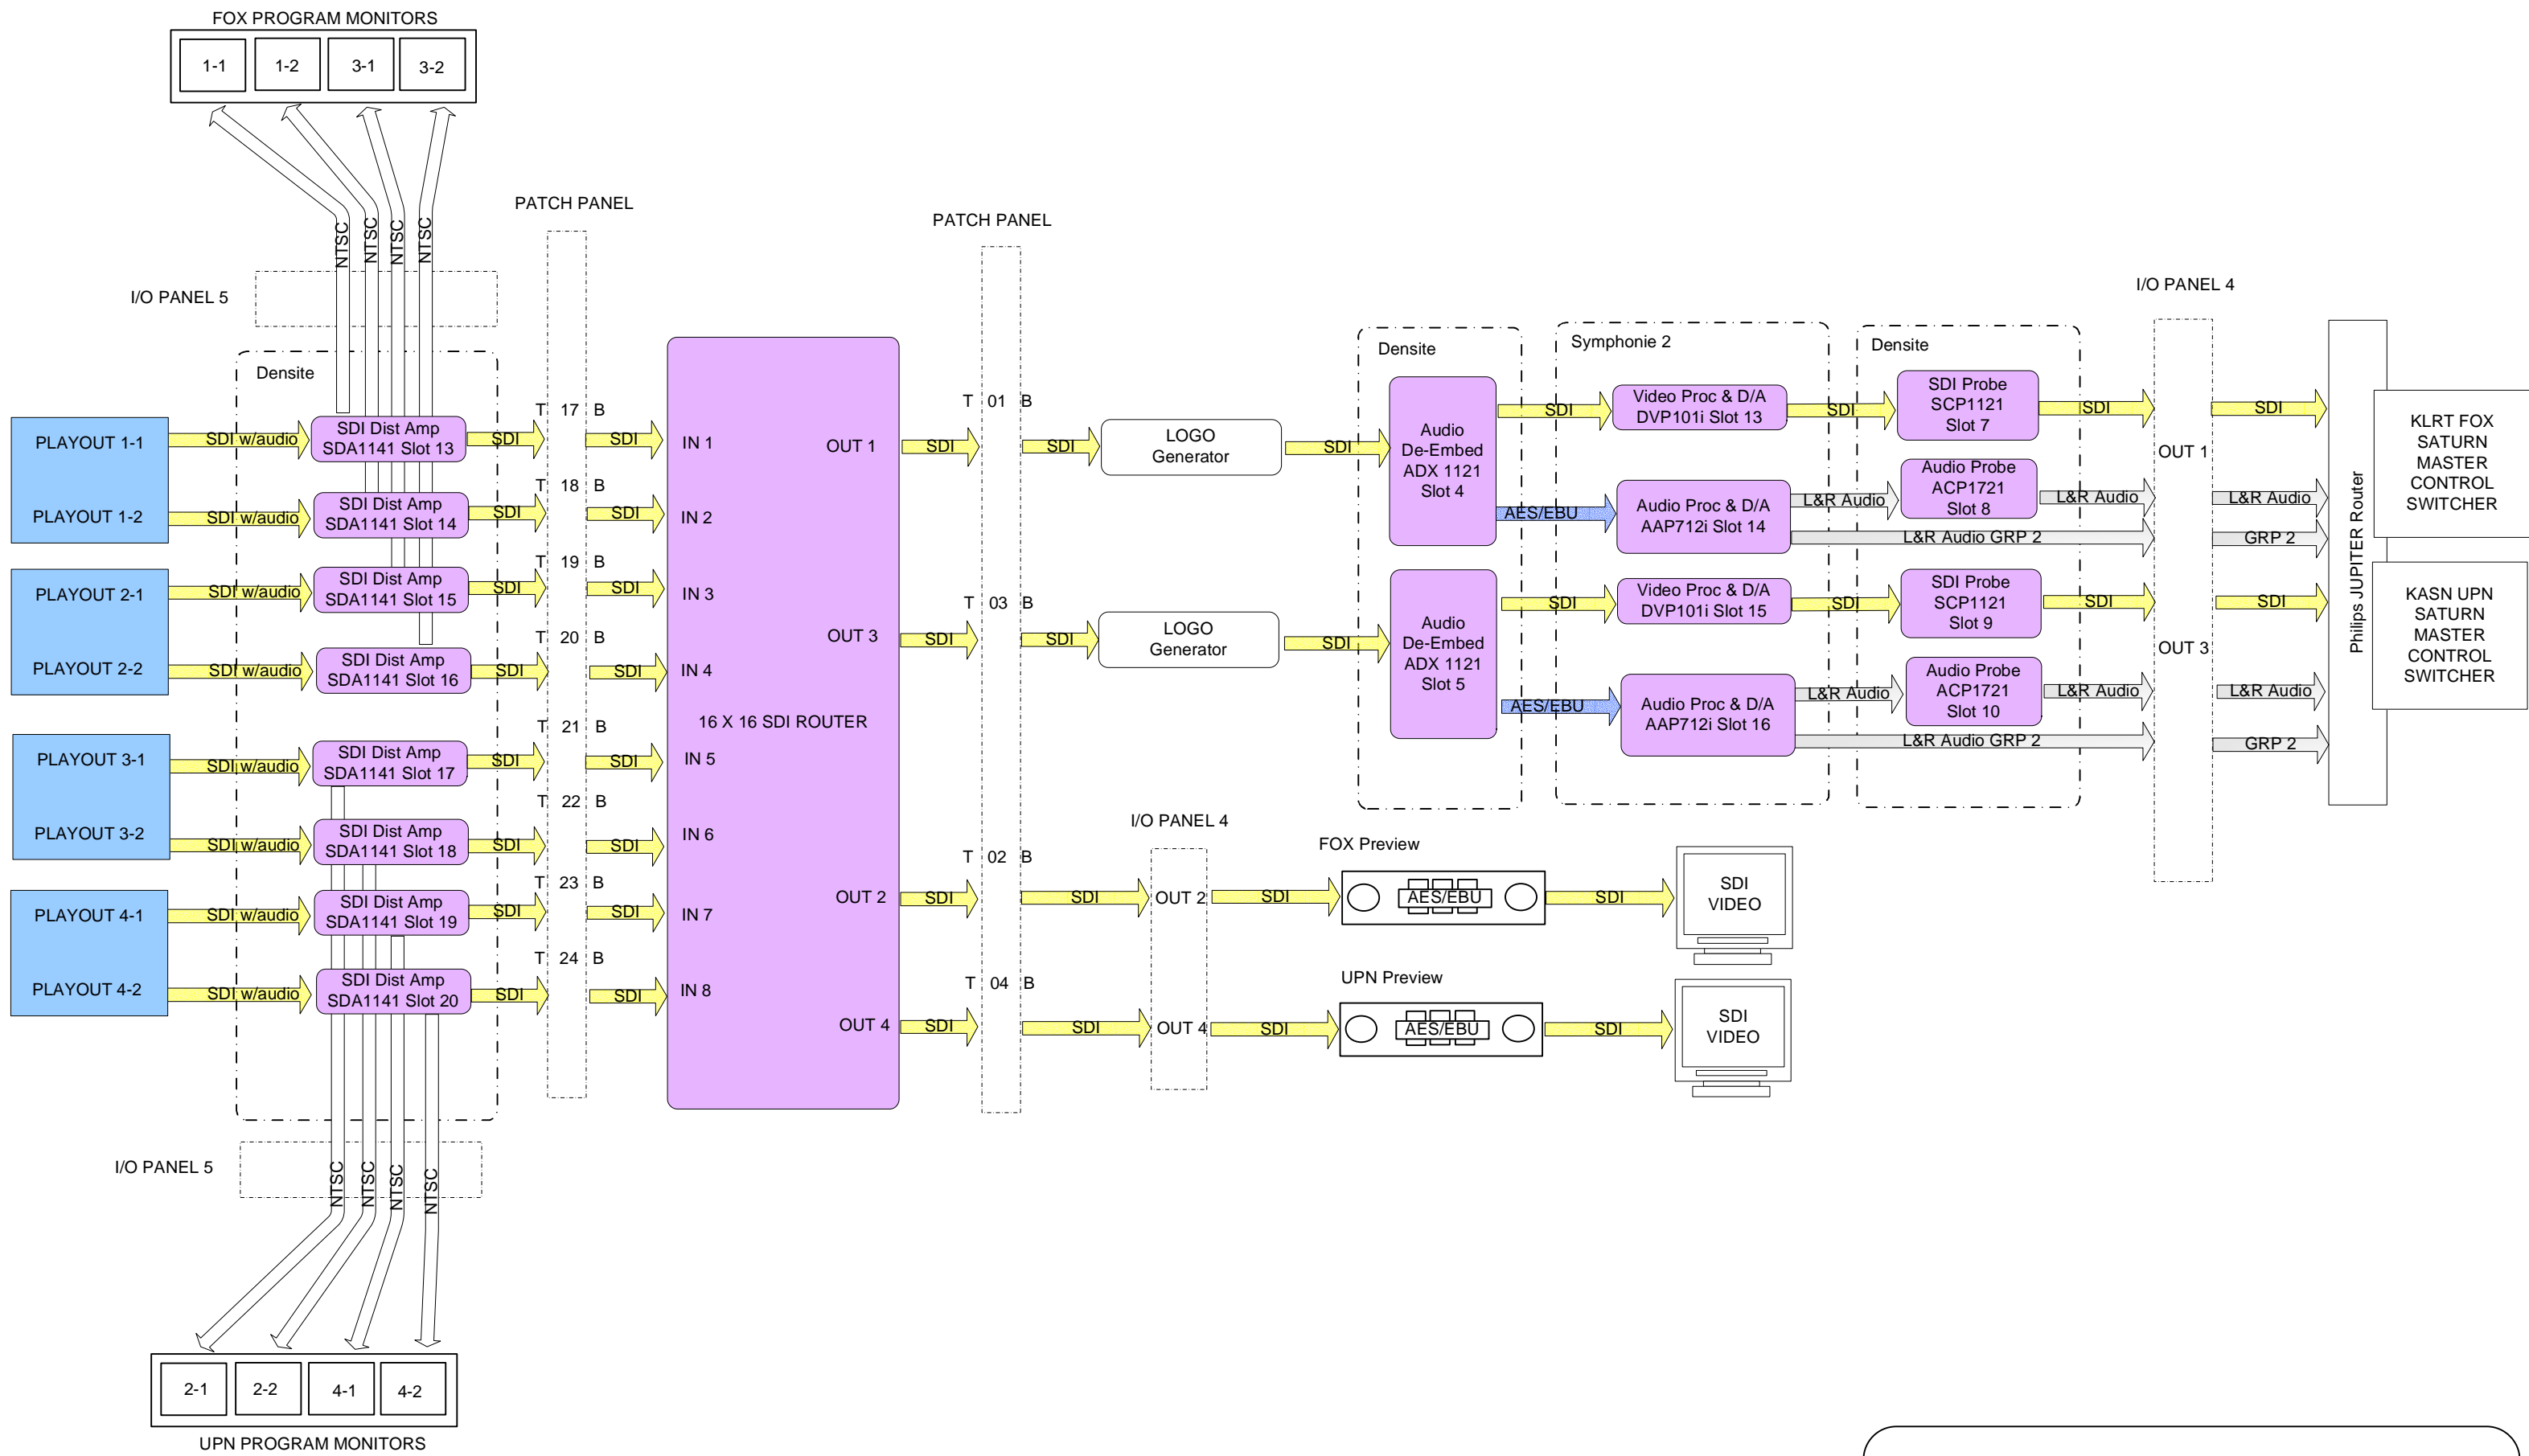 FOX PROGRAM MONITORS
1-1
1-2
3-1
3-2
NTSC
NTSC
NTSC
NTSC
I/O PANEL 5
PATCH PANEL
Densite
PLAYOUT 1-1
SDI w/audio
SDI Dist Amp
SDA1141 Slot 13
SDI
T 17 B
SDI
IN 1
PLAYOUT 1-2
SDI w/audio
SDI Dist Amp
SDA1141 Slot 14
SDI
T 18 B
SDI
IN 2
PLAYOUT 2-1
SDI w/audio
SDI Dist Amp
SDA1141 Slot 15
SDI
T 19 B
SDI
IN 3
PLAYOUT 2-2
SDI w/audio
SDI Dist Amp
SDA1141 Slot 16
SDI
T 20 B
SDI
IN 4
PLAYOUT 3-1
SDI w/audio
SDI Dist Amp
SDA1141 Slot 17
SDI
T 21 B
SDI
IN 5
PLAYOUT 3-2
SDI w/audio
SDI Dist Amp
SDA1141 Slot 18
SDI
T 22 B
SDI
IN 6
PLAYOUT 4-1
SDI w/audio
SDI Dist Amp
SDA1141 Slot 19
SDI
T 23 B
SDI
IN 7
PLAYOUT 4-2
SDI w/audio
SDI Dist Amp
SDA1141 Slot 20
SDI
T 24 B
SDI
IN 8
I/O PANEL 5
NTSC
NTSC
NTSC
NTSC
2-1
2-2
4-1
4-2
UPN PROGRAM MONITORS
16 X 16 SDI ROUTER
OUT 1
OUT 3
OUT 2
OUT 4
PATCH PANEL
SDI
T 01 B
SDI
LOGO
Generator
SDI
Densite
Audio
De-Embed
ADX 1121
Slot 4
SDI
AES/EBU
Symphonie 2
Video Proc & D/A
DVP101i Slot 13
SDI
Audio Proc & D/A
AAP712i Slot 14
L&R Audio
L&R Audio GRP 2
Densite
SDI Probe
SCP1121
Slot 7
SDI
Audio Probe
ACP1721
Slot 8
L&R Audio
I/O PANEL 4
OUT 1
SDI
L&R Audio
GRP 2
SDI
T 03 B
SDI
LOGO
Generator
SDI
Audio
De-Embed
ADX 1121
Slot 5
SDI
AES/EBU
Video Proc & D/A
DVP101i Slot 15
SDI
Audio Proc & D/A
AAP712i Slot 16
L&R Audio
L&R Audio GRP 2
SDI Probe
SCP1121
Slot 9
SDI
Audio Probe
ACP1721
Slot 10
L&R Audio
OUT 3
SDI
L&R Audio
GRP 2
Philips JUPITER Router
KLRT FOX
SATURN
MASTER
CONTROL
SWITCHER
KASN UPN
SATURN
MASTER
CONTROL
SWITCHER
I/O PANEL 4
SDI
T 02 B
SDI
OUT 2
SDI
FOX Preview
AES/EBU
SDI
SDI
VIDEO
SDI
T 04 B
SDI
OUT 4
SDI
UPN Preview
AES/EBU
SDI
SDI
VIDEO